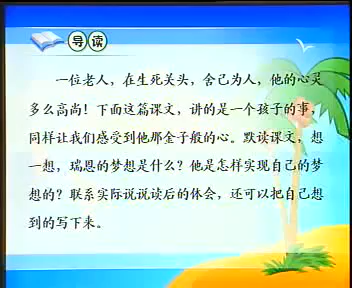 导读
一位老人，在生死关头，舍己为人，他的心灵
多么高尚！下面这篇课文，讲的是一个孩子的事，
同样让我们感受到他那金子般的心。默读课文，想
一想，瑞恩的梦想是什么？他是怎样实现自己的梦
想的？联系实际说说读后的体会，还可以把自己想
到的写下来。